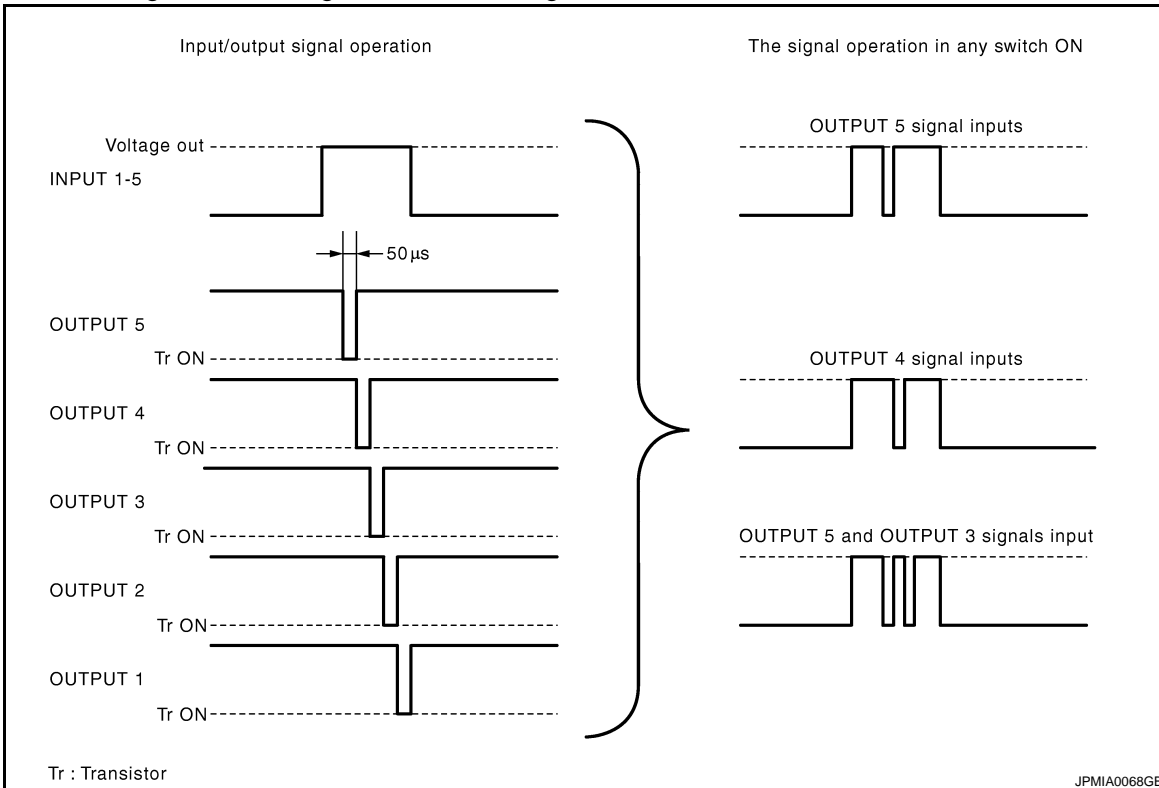 Input/output signal operation
The signal operation in any switch ON
Voltage out
INPUT 1-5
50 μs
OUTPUT 5
Tr ON
OUTPUT 4
Tr ON
OUTPUT 3
Tr ON
OUTPUT 2
Tr ON
OUTPUT 1
Tr ON
OUTPUT 5 signal inputs
OUTPUT 4 signal inputs
OUTPUT 5 and OUTPUT 3 signals input
Tr : Transistor